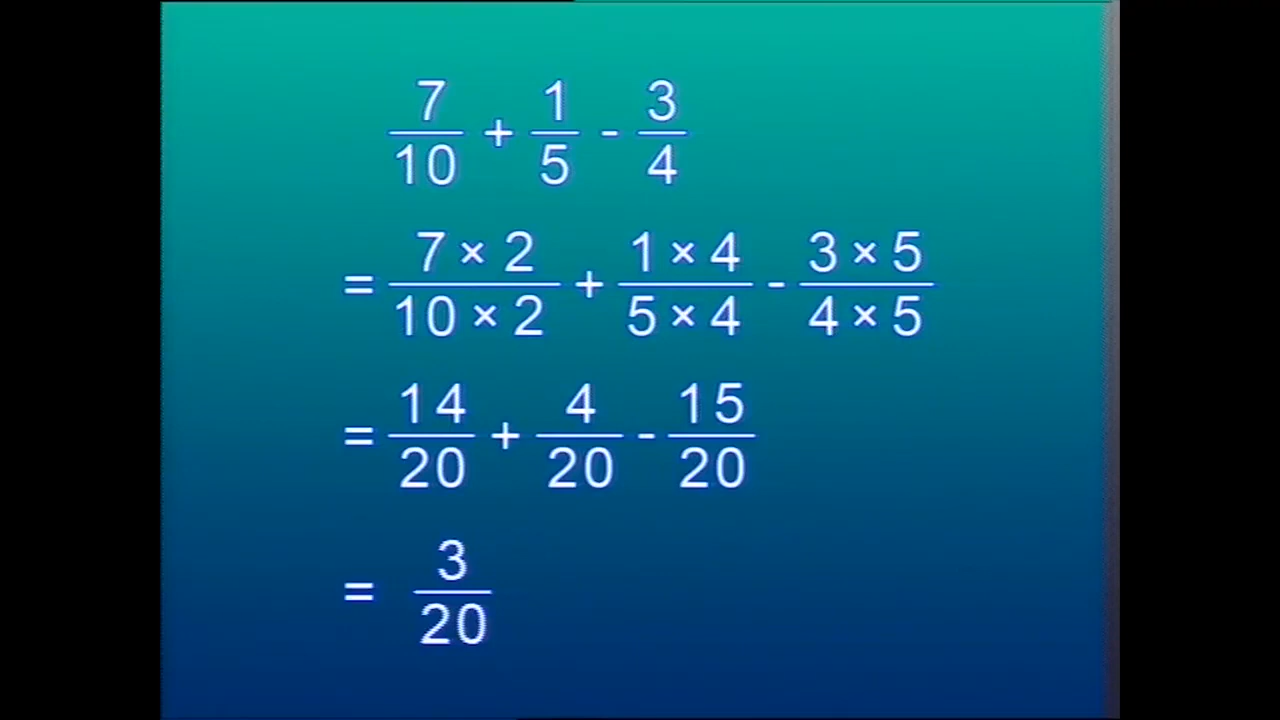 7/10 + 1/5 - 3/4
= 7 × 2/10 × 2 + 1 × 4/5 × 4 - 3 × 5/4 × 5
= 14/20 + 4/20 - 15/20
= 3/20